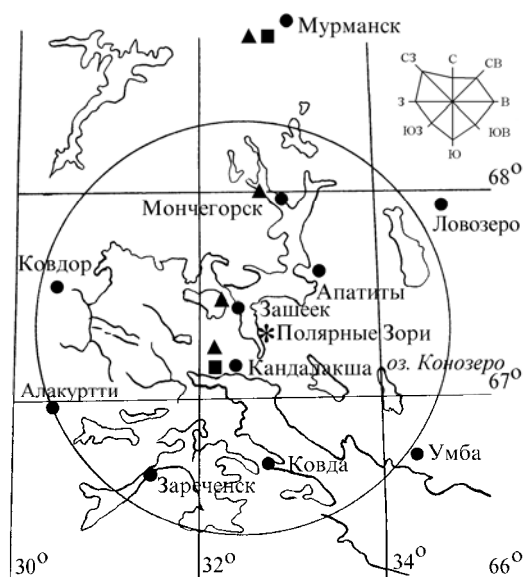 Мурманск
С
СЗ
СВ
З
В
ЮЗ
ЮВ
Ю
68°
Мончегорск
Ловозеро
Ковдор
Апатиты
Зашеек
Полярные Зори
Кандалакша
оз. Конозеро
67°
Алакуртти
Умба
Ковда
Зареченск
30°
32°
34°
66°